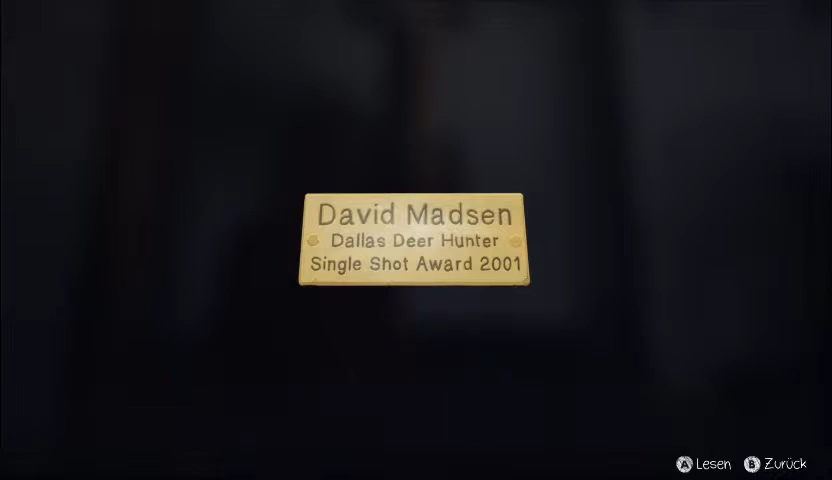 David Madsen
Dallas Deer Hunter
Single Shot Award 2001
A Lesen B Zurück